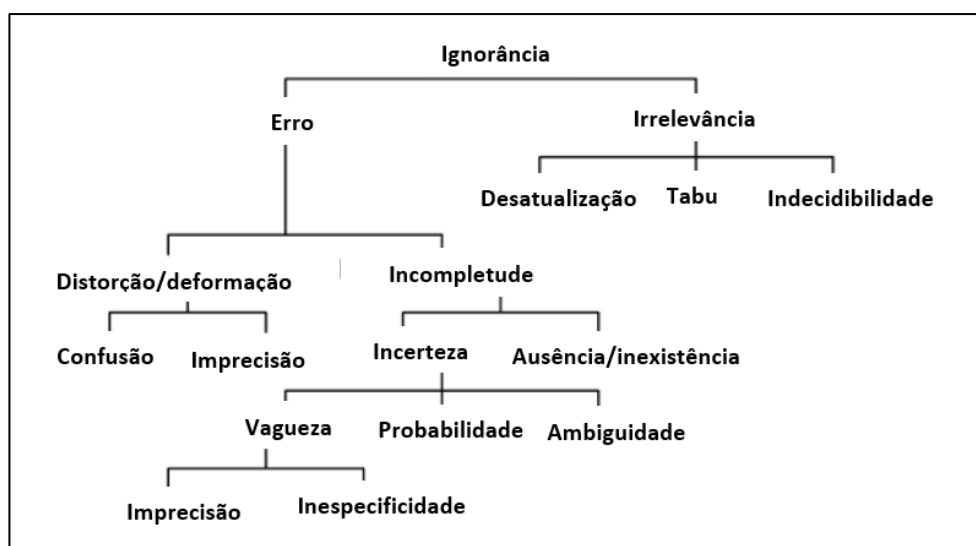 Ignorância
Erro
Irrelevância
Desatualização
Tabu
Indecidibilidade
Distorção/deformação
Incompletude
Confusão
Imprecisão
Incerteza
Ausência/inexistência
Vagueza
Probabilidade
Ambiguidade
Imprecisão
Inespecificidade